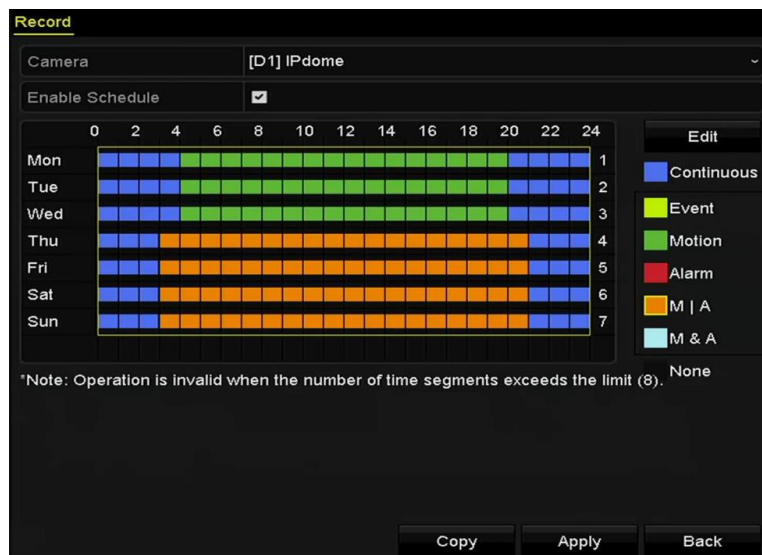 Record
Camera [D1] IPdome
Enable Schedule
0 2 4 6 8 10 12 14 16 18 20 22 24
Edit
Mon 1
Continuous
Tue 2
Wed 3
Event
Thu 4
Motion
Fri 5
Alarm
Sat 6
M | A
Sun 7
M & A
None
*Note: Operation is invalid when the number of time segments exceeds the limit (8).
Copy Apply Back